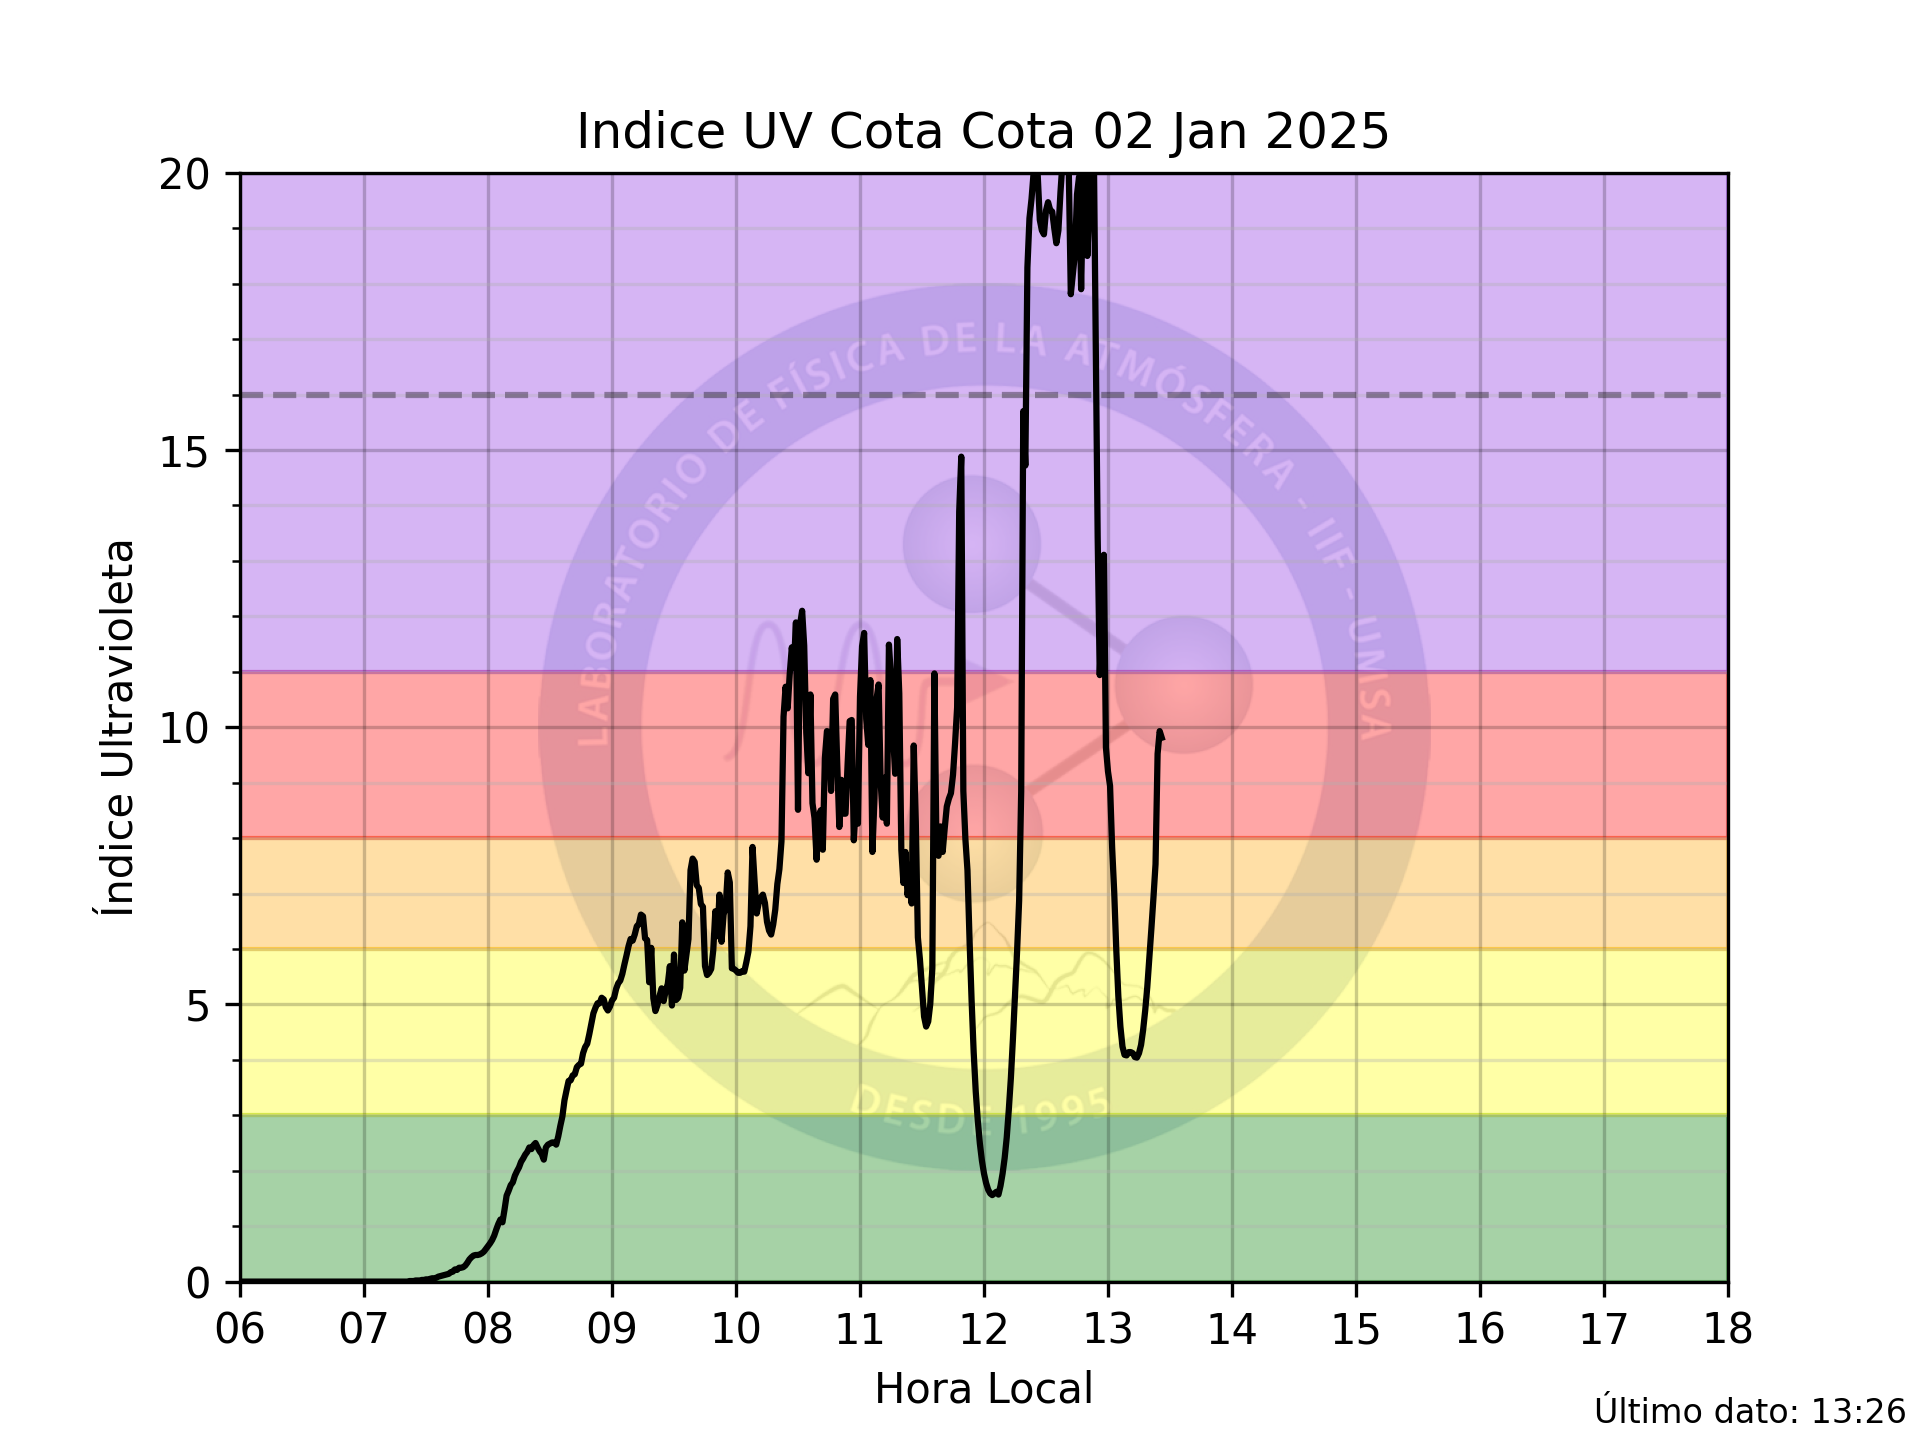 Indice UV Cota Cota 02 Jan 2025
20
15
10
5
0
Índice Ultravioleta
LABORATORIO DE FÍSICA DE LA ATMÓSFERA - IIF - UMSA
DESDE 1995
06 07 08 09 10 11 12 13 14 15 16 17 18
Hora Local
Último dato: 13:26